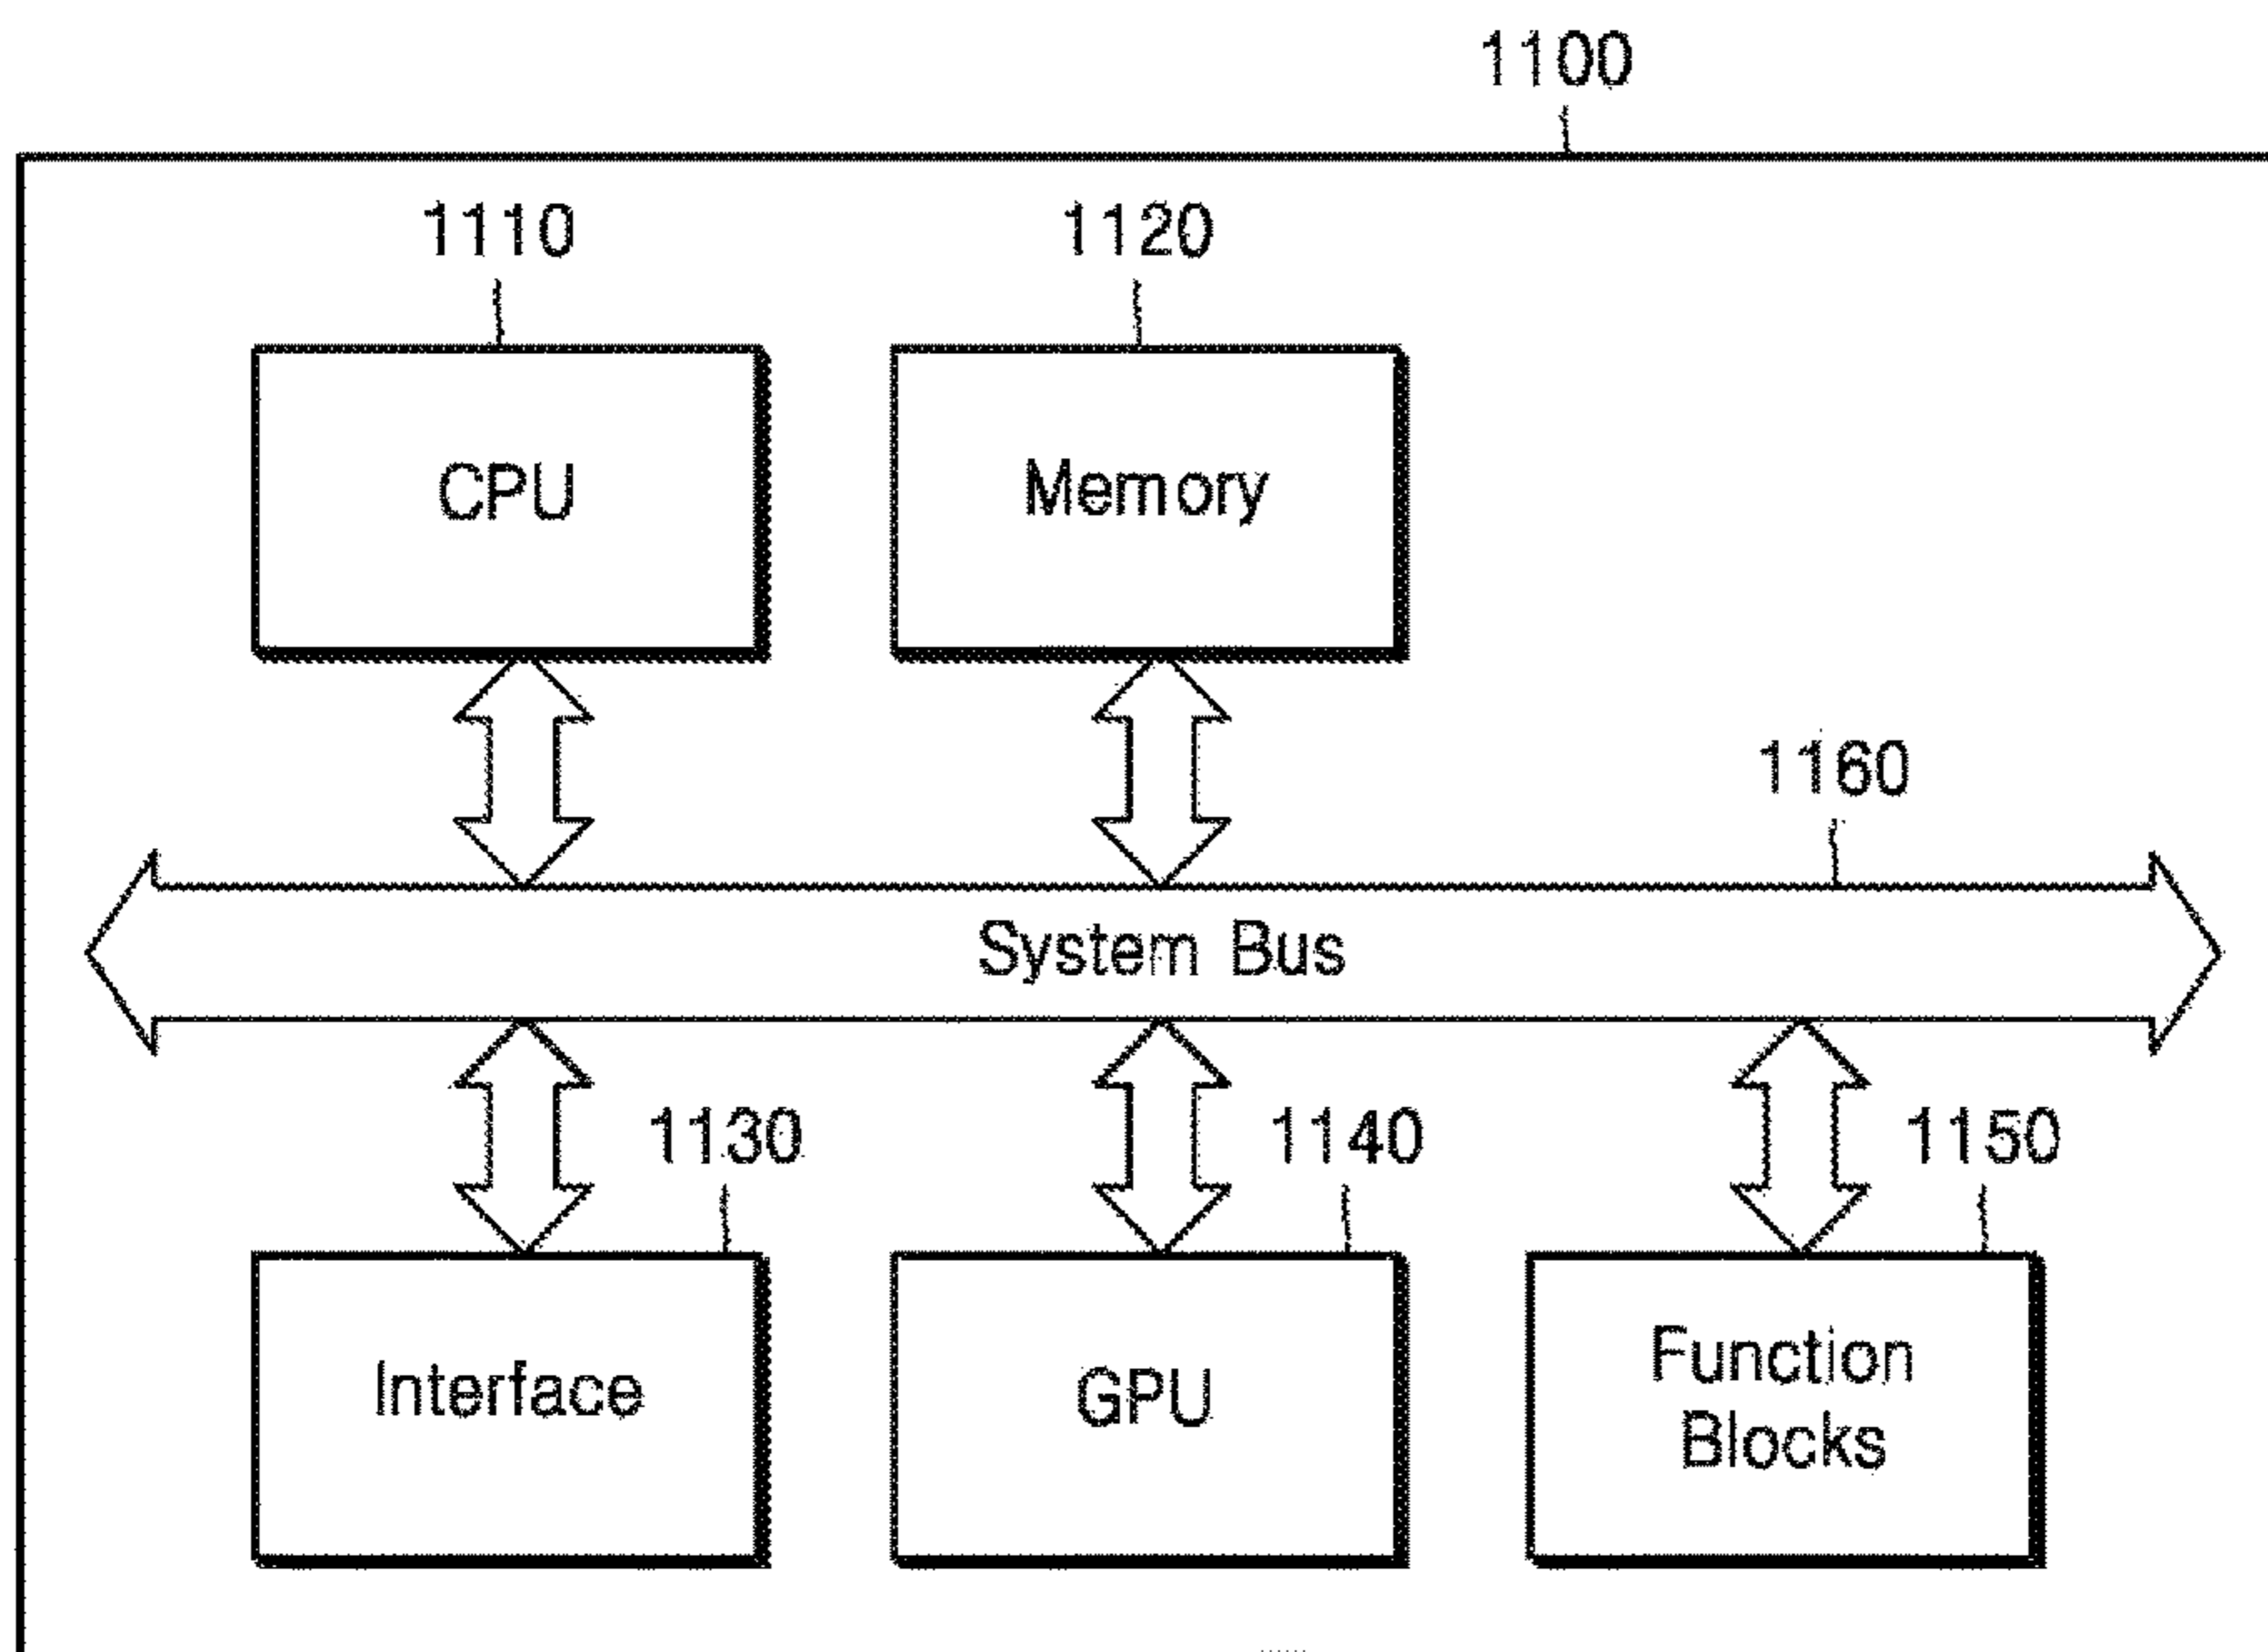 1100
1110
1120
CPU
Memory
1160
System Bus
1130
1140
1150
Interface
GPU
Function
Blocks